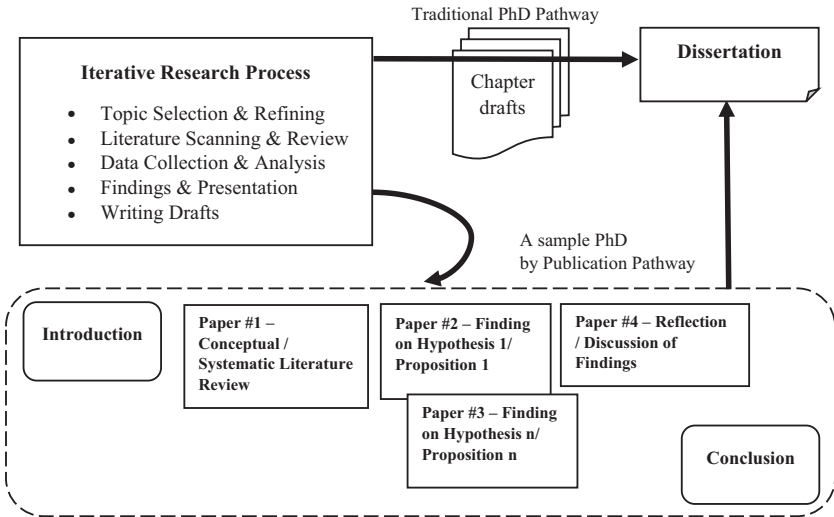 Traditional PhD Pathway
Iterative Research Process
• Topic Selection & Refining
• Literature Scanning & Review
• Data Collection & Analysis
• Findings & Presentation
• Writing Drafts
Chapter
drafts
Dissertation
A sample PhD
by Publication Pathway
Introduction
Paper #1 –
Conceptual /
Systematic Literature
Review
Paper #2 – Finding
on Hypothesis 1/
Proposition 1
Paper #3 – Finding
on Hypothesis n/
Proposition n
Paper #4 – Reflection
/ Discussion of
Findings
Conclusion